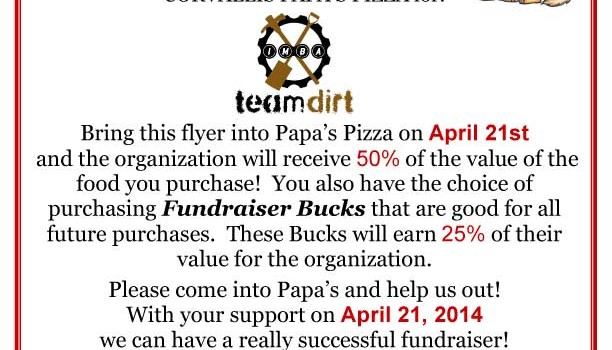 IMBA
teamdirt
Bring this flyer into Papa's Pizza on April 21st
and the organization will receive 50% of the value of the
food you purchase!  You also have the choice of
purchasing Fundraiser Bucks that are good for all
future purchases.  These Bucks will earn 25% of their
value for the organization.
Please come into Papa's and help us out!
With your support on April 21, 2014
we can have a really successful fundraiser!